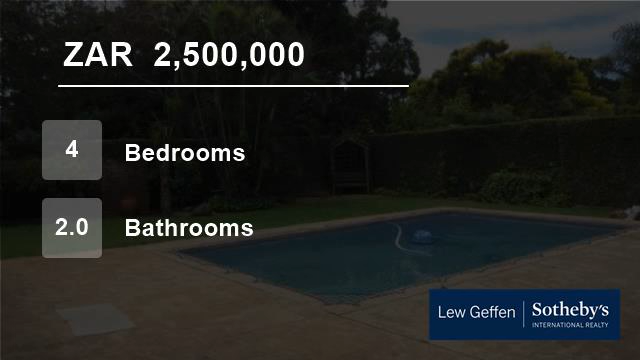 ZAR 2,500,000
4 Bedrooms
2.0 Bathrooms
Lew Geffen | Sotheby's
INTERNATIONAL REALTY